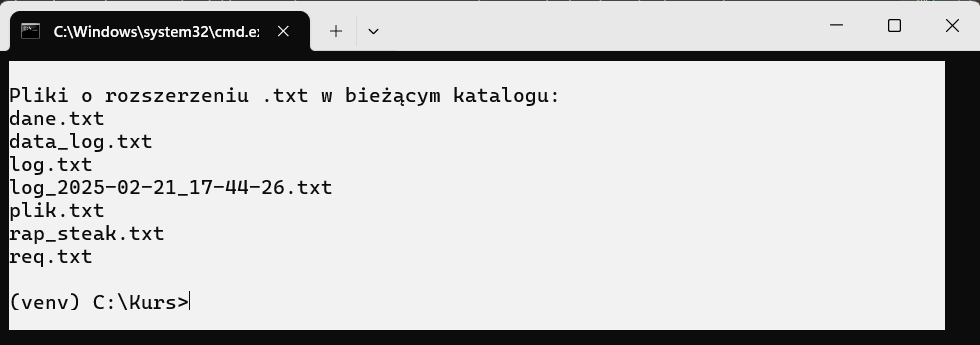 C:\Windows\system32\cmd.e
Pliki o rozszerzeniu .txt w bieżącym katalogu:
dane.txt
data_log.txt
log.txt
log_2025-02-21_17-44-26.txt
plik.txt
rap_steak.txt
req.txt
(venv) C:\Kurs>